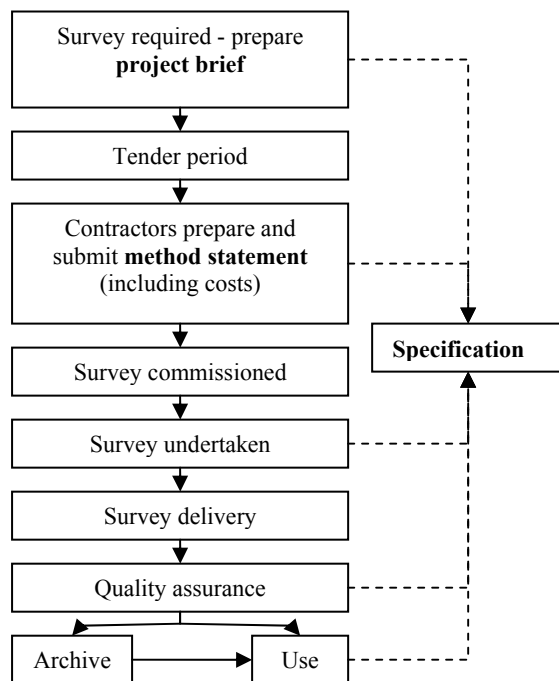 Survey required - prepare
project brief
Tender period
Contractors prepare and
submit method statement
(including costs)
Specification
Survey commissioned
Survey undertaken
Survey delivery
Quality assurance
Archive
Use